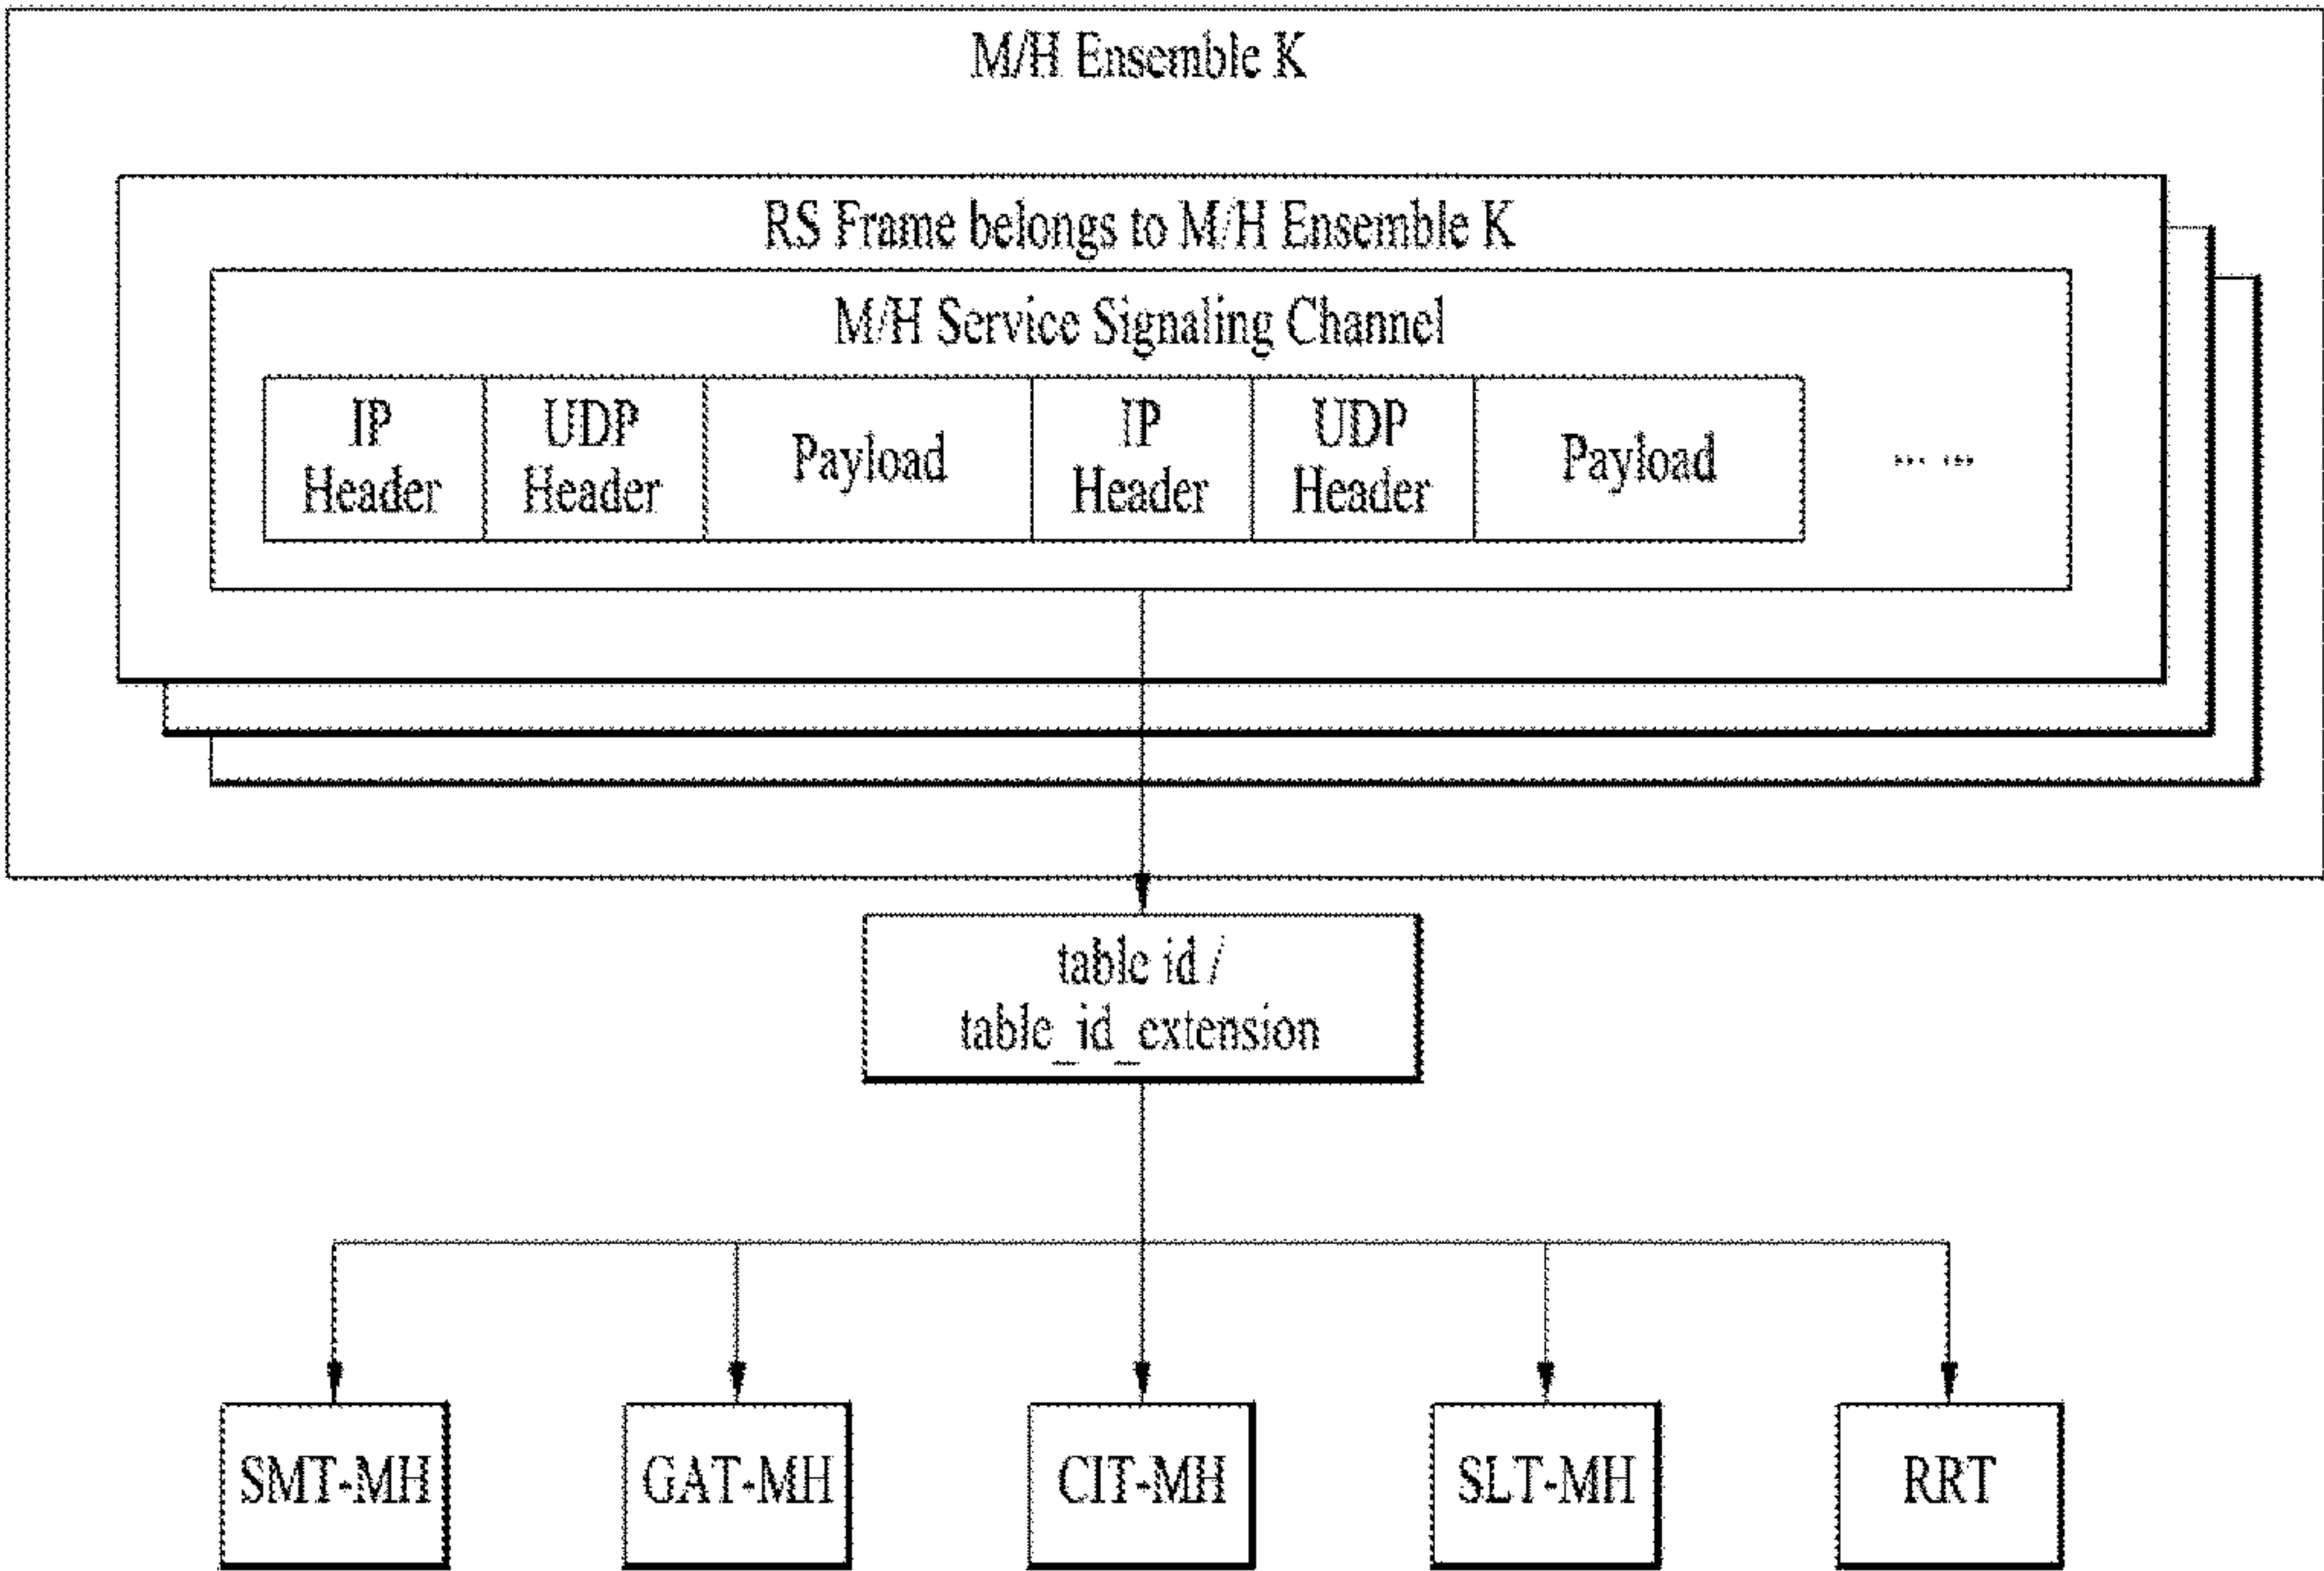 M/H Ensemble K
RS Frame belongs to M/H Ensemble K
M/H Service Signaling Channel
IP Header
UDP Header
Payload
IP Header
UDP Header
Payload
... ...
table id /
table_id_extension
SMT-MH
GAT-MH
CIT-MH
SLT-MH
RRT